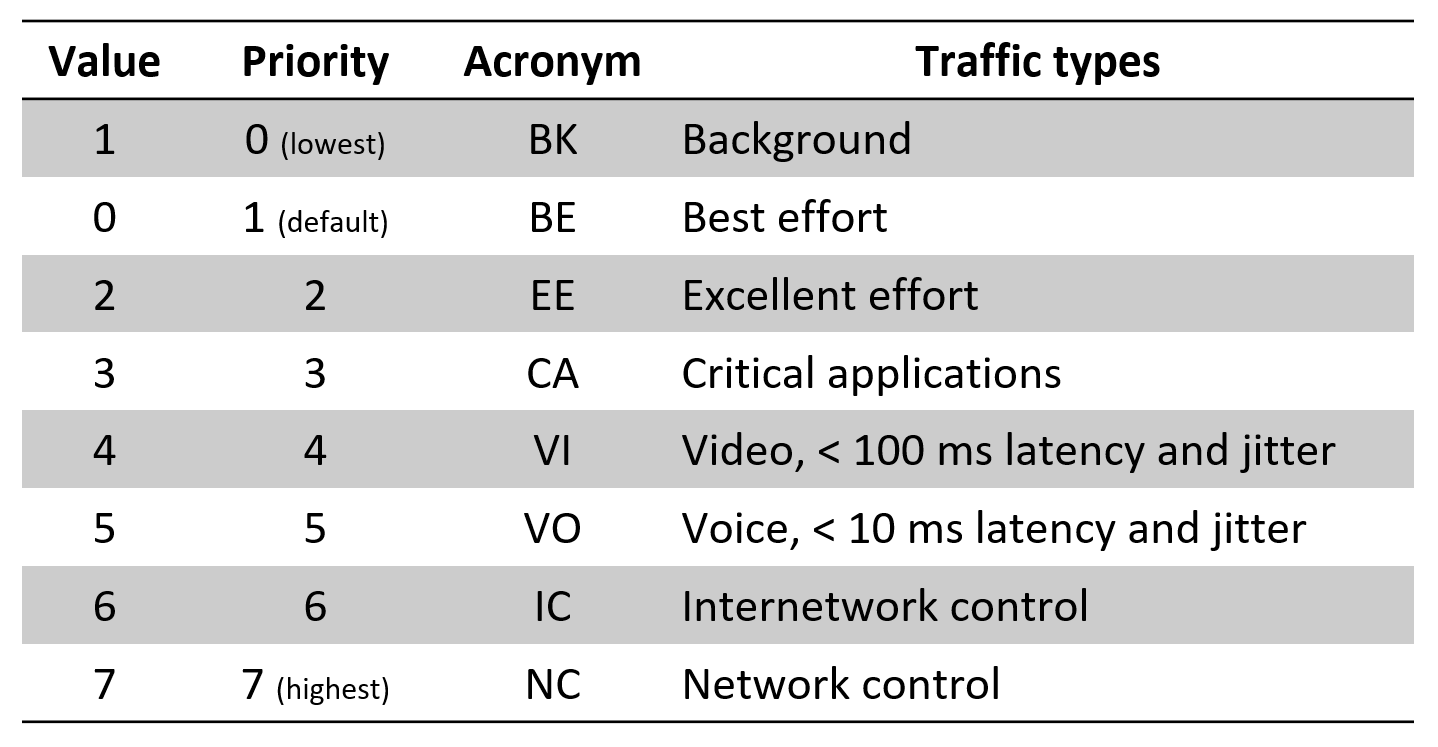 Value Priority Acronym Traffic types
1 0 (lowest) BK Background
0 1 (default) BE Best effort
2 2 EE Excellent effort
3 3 CA Critical applications
4 4 VI Video, < 100 ms latency and jitter
5 5 VO Voice, < 10 ms latency and jitter
6 6 IC Internetwork control
7 7 (highest) NC Network control